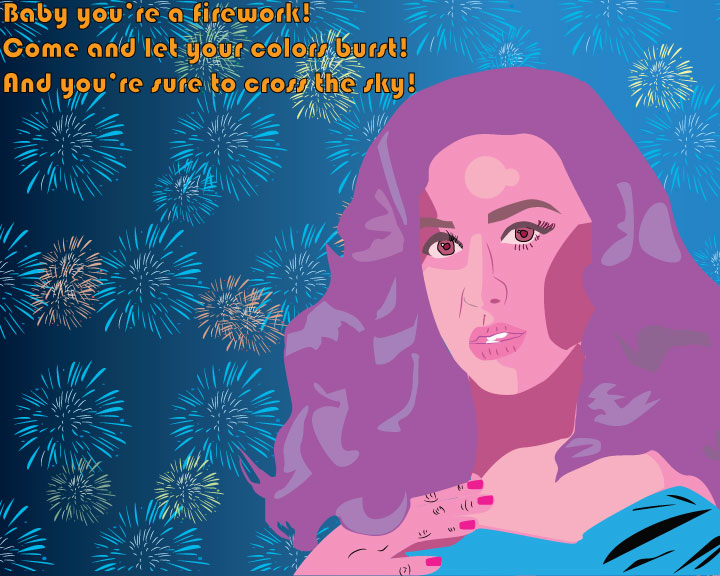 Baby you're a firework!
Come and let your colors burst!
And you're sure to cross the sky!